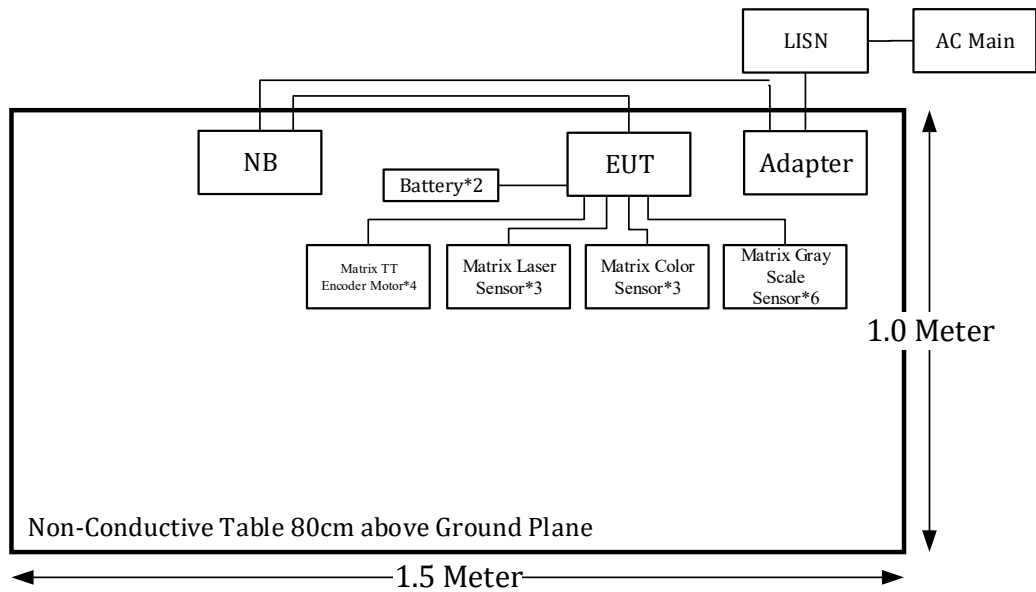 LISN
AC Main
NB
EUT
Adapter
Battery*2
Matrix TT
Encoder Motor*4
Matrix Laser
Sensor*3
Matrix Color
Sensor*3
Matrix Gray
Scale
Sensor*6
1.0 Meter
Non-Conductive Table 80cm above Ground Plane
1.5 Meter